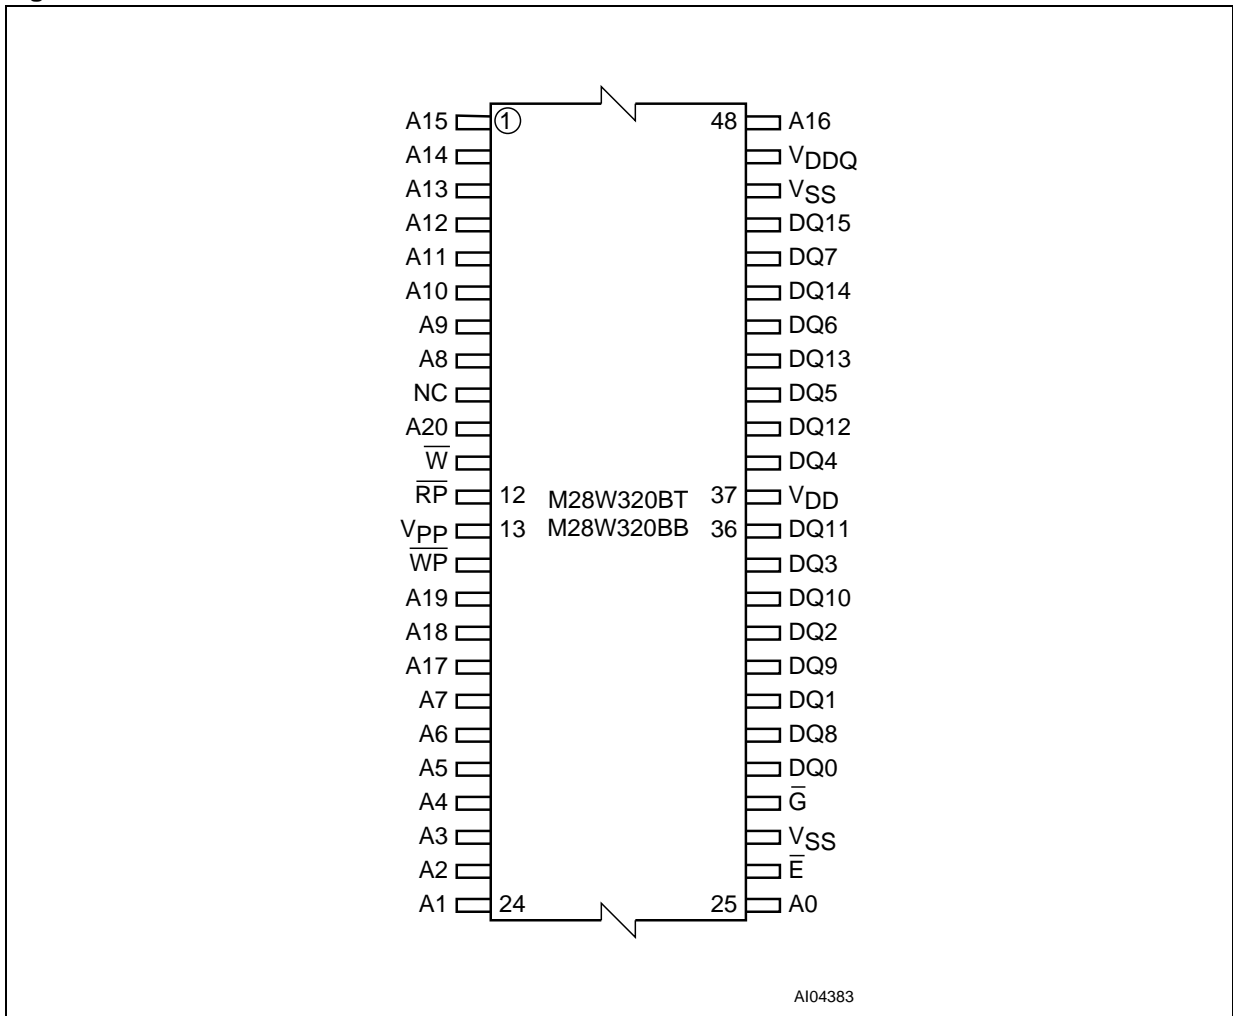 A15 1 48 A16
A14 VDDQ
A13 VSS
A12 DQ15
A11 DQ7
A10 DQ14
A9 DQ6
A8 DQ13
NC DQ5
A20 DQ12
W̅ DQ4
R̅P̅ 12 M28W320BT 37 VDD
VPP 13 M28W320BB 36 DQ11
W̅P̅ DQ3
A19 DQ10
A18 DQ2
A17 DQ9
A7 DQ1
A6 DQ8
A5 DQ0
A4 G̅
A3 VSS
A2 E̅
A1 24 25 A0
AI04383